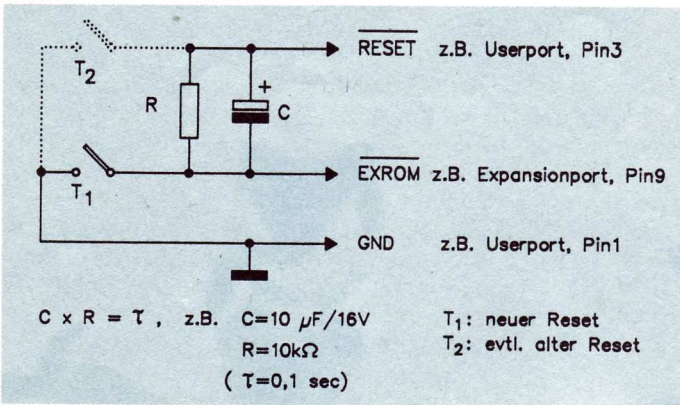 RESET z.B. Userport, Pin3
T2
R
+
C
EXROM z.B. Expansionport, Pin9
T1
GND z.B. Userport, Pin1
C x R = τ , z.B. C=10 μF/16V
R=10kΩ
( τ=0,1 sec)
T1: neuer Reset
T2: evtl. alter Reset